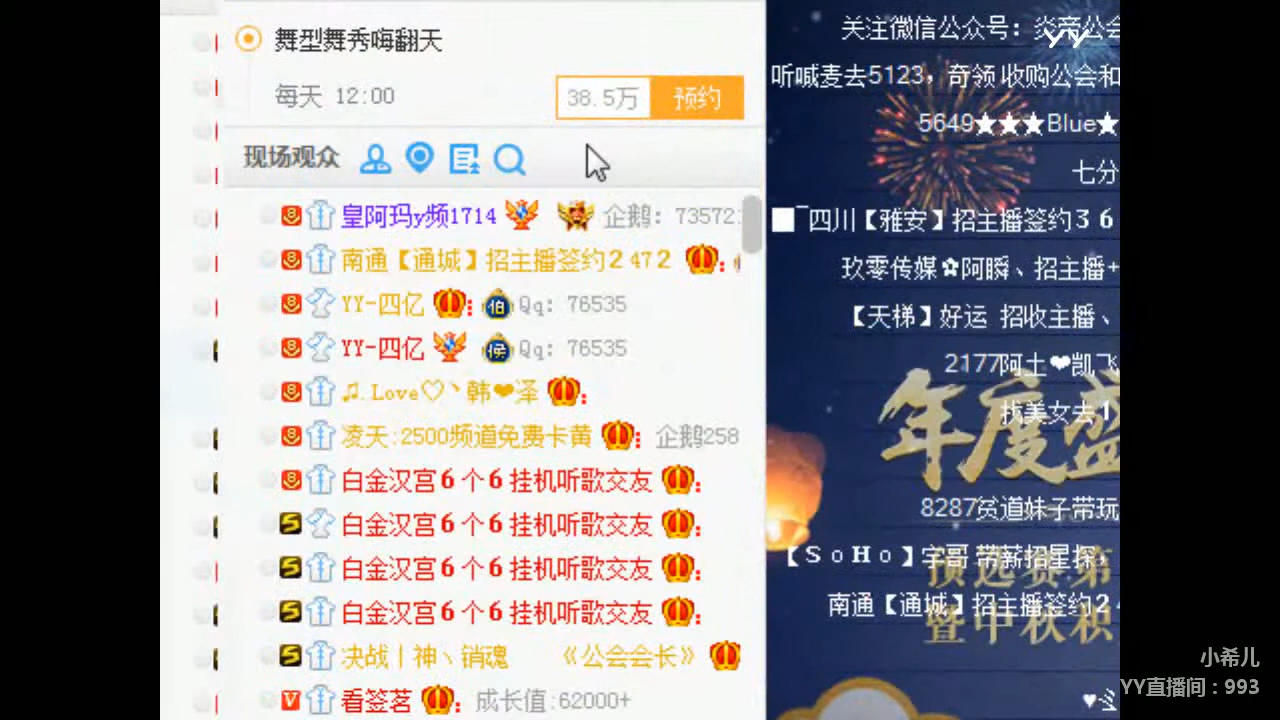 舞型舞秀嗨翻天
每天 12:00
38.5万 预约
现场观众
皇阿玛y频1714 企鹅: 73572
南通【通城】招主播签约2 4 7 2 :
YY-四亿 : 伯 Qq: 76535
YY-四亿 侯 Qq: 76535
♫.Love♡丶韩❤泽 :
凌天:2500频道免费卡黄 : 企鹅258
白金汉宫6 个6 挂机听歌交友 :
白金汉宫6 个6 挂机听歌交友 :
白金汉宫6 个6 挂机听歌交友 :
白金汉宫6 个6 挂机听歌交友 :
决战丨神丶销魂 《公会会长》
看签茗 : 成长值:62000+
关注微信公众号: 炎帝公会
YY
听喊麦去5123，奇领 收购公会和
5649★★★Blue★
七分
四川【雅安】招主播签约3 6
玖零传媒✿阿瞬、招主播+
【天梯】好运 招收主播、
2177阿土❤凯飞
找美女去1
年度盛
8287贫道妹子带玩
【S o H o 】宇哥 带薪招星探,
预选赛第
南通【通城】招主播签约2
暨中秋积
小希儿
YY直播间：993